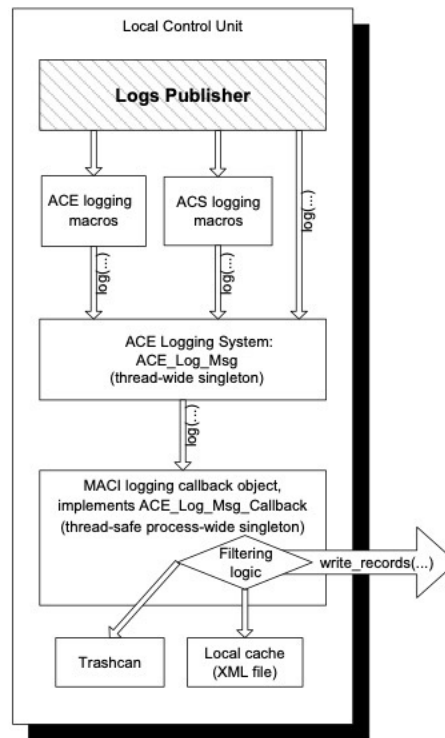 Local Control Unit
Logs Publisher
ACE logging
macros
ACS logging
macros
log(...)
log(...)
log(...)
ACE Logging System:
ACE_Log_Msg
(thread-wide singleton)
log(...)
MACI logging callback object,
implements ACE_Log_Msg_Callback
(thread-safe process-wide singleton)
Filtering
logic
write_records(...)
Trashcan
Local cache
(XML file)